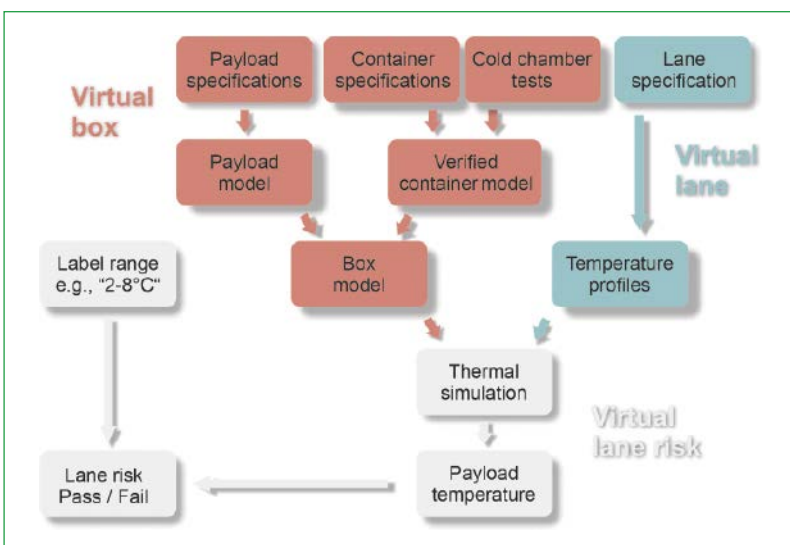 Payload
specifications
Container
specifications
Cold chamber
tests
Lane
specification
Virtual
box
Payload
model
Verified
container model
Virtual
lane
Label range
e.g., "2-8°C"
Box
model
Temperature
profiles
Thermal
simulation
Virtual
lane risk
Lane risk
Pass / Fail
Payload
temperature